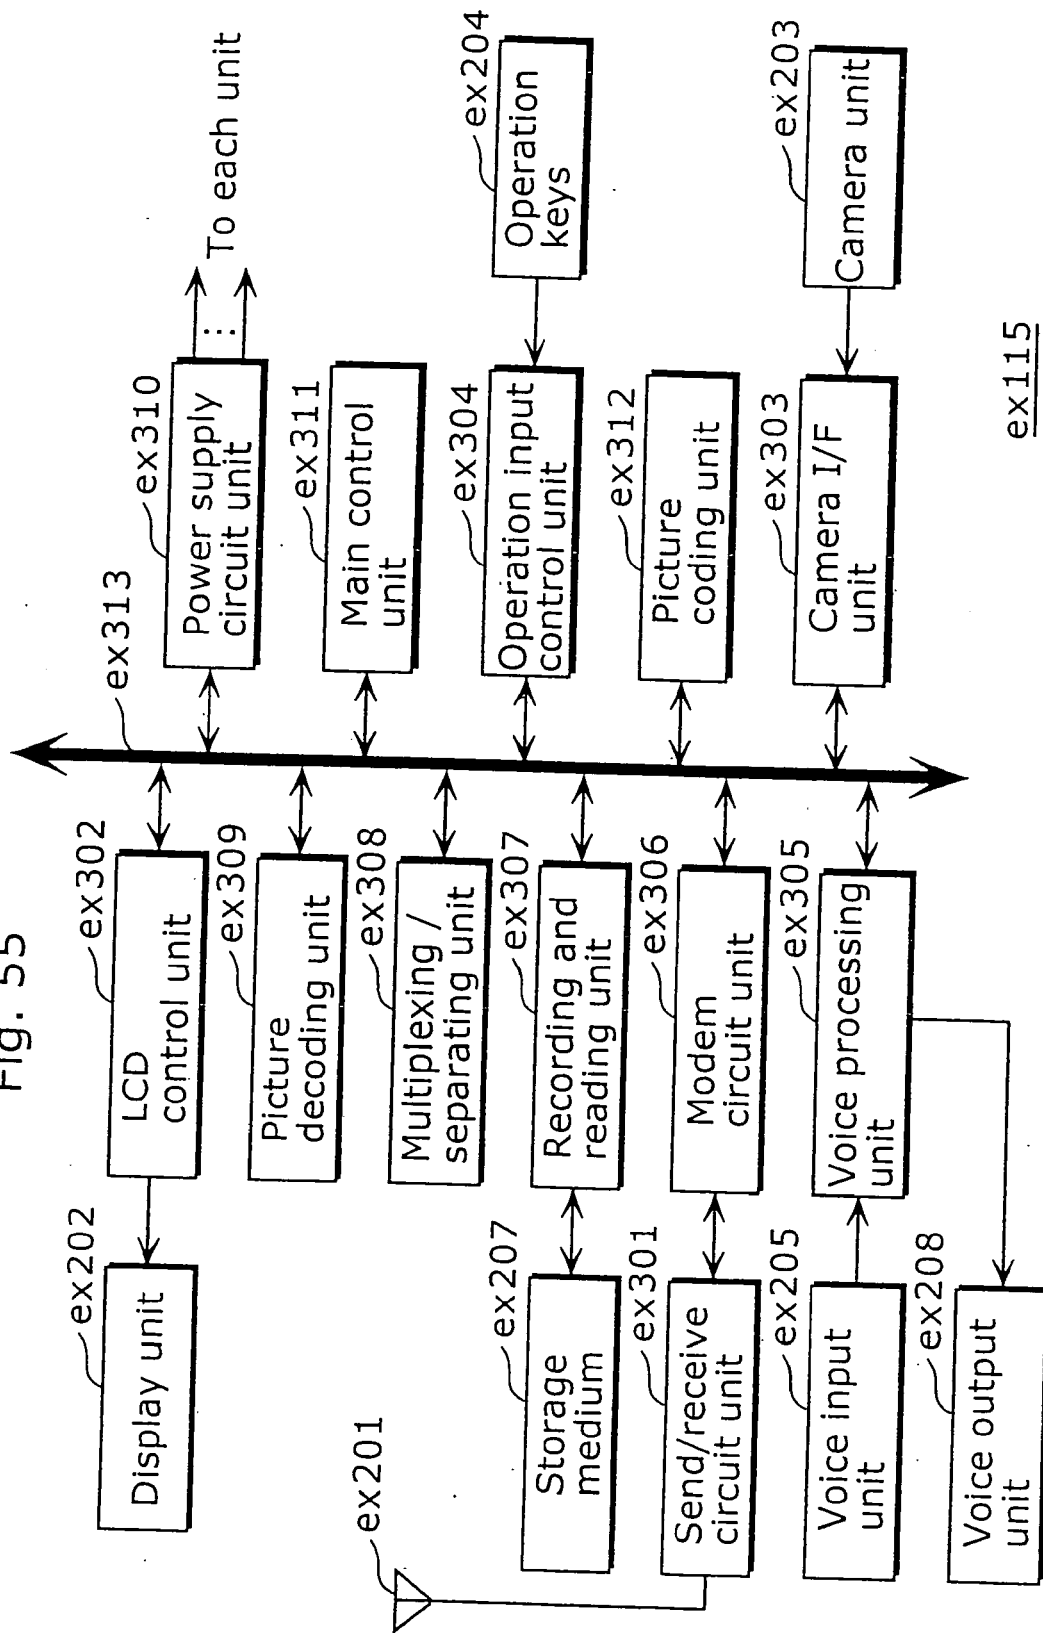 Fig. 55
ex202
Display unit
ex302
LCD
control unit
ex313
ex310
Power supply
circuit unit
To each unit
ex309
Picture
decoding unit
ex311
Main control
unit
ex308
Multiplexing /
separating unit
ex304
Operation input
control unit
ex204
Operation
keys
ex201
ex207
Storage
medium
ex307
Recording and
reading unit
ex312
Picture
coding unit
ex301
Send/receive
circuit unit
ex306
Modem
circuit unit
ex303
Camera I/F
unit
ex203
Camera unit
ex205
Voice input
unit
ex305
Voice processing
unit
ex208
Voice output
unit
ex115